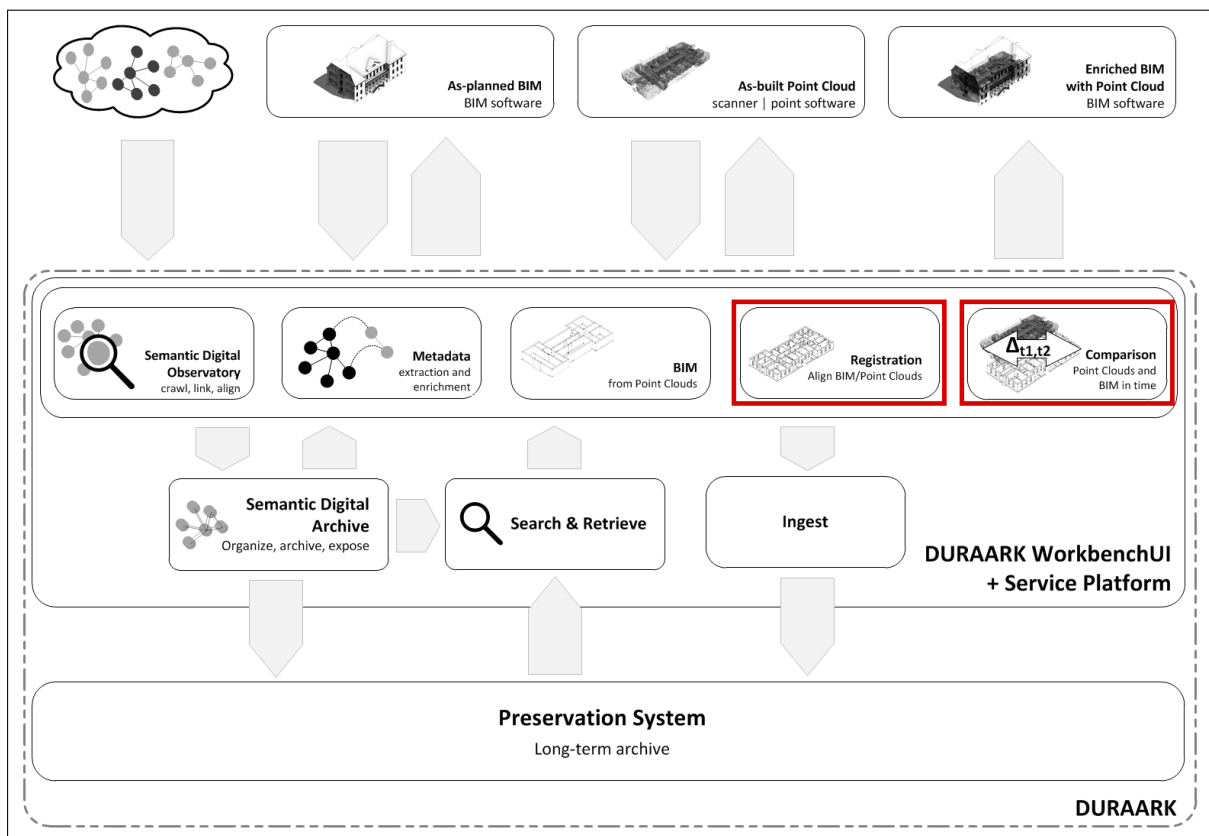 As-planned BIM
BIM software
As-built Point Cloud
scanner | point software
Enriched BIM
with Point Cloud
BIM software
Semantic Digital
Observatory
crawl, link, align
Metadata
extraction and
enrichment
BIM
from Point Clouds
Registration
Align BIM/Point Clouds
Δt1,t2
Comparison
Point Clouds and
BIM in time
Semantic Digital
Archive
Organize, archive, expose
Search & Retrieve
Ingest
DURAARK WorkbenchUI
+ Service Platform
Preservation System
Long-term archive
DURAARK